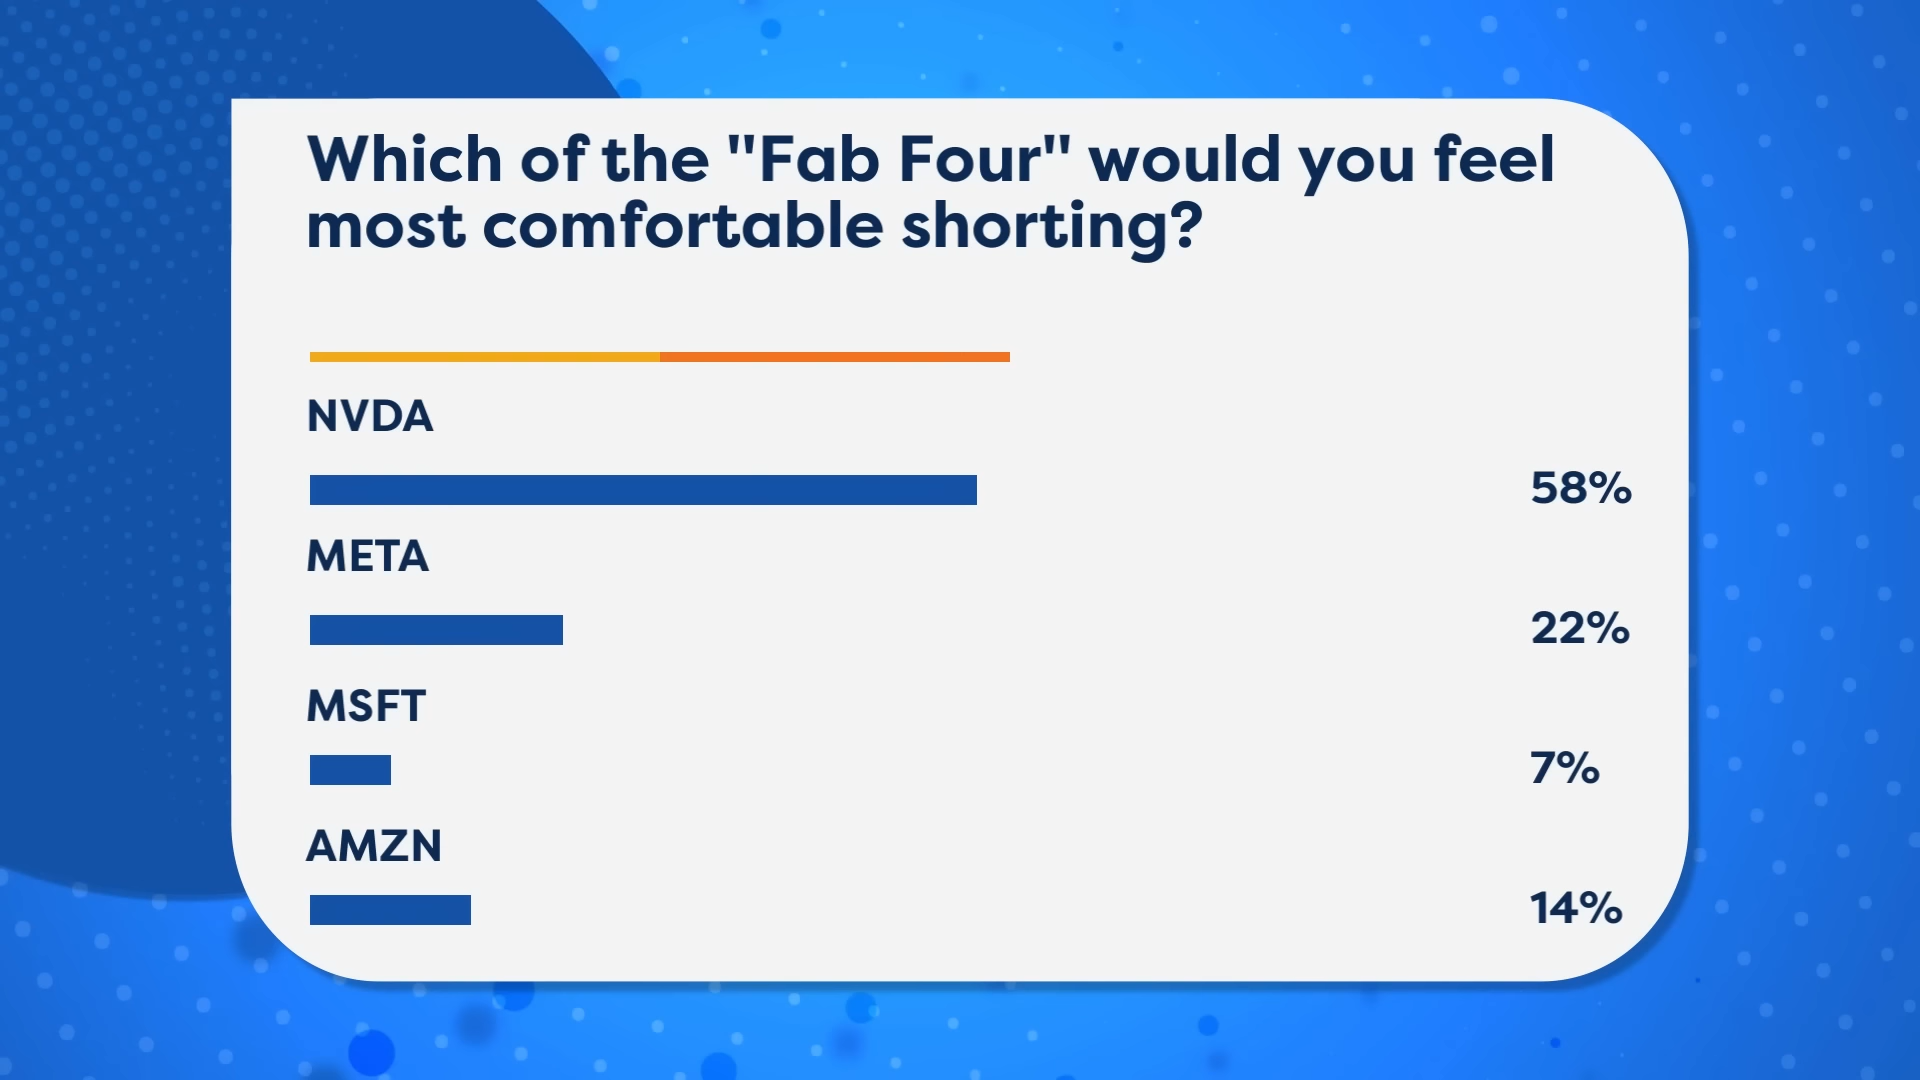 Which of the "Fab Four" would you feel
most comfortable shorting?
NVDA
58%
META
22%
MSFT
7%
AMZN
14%